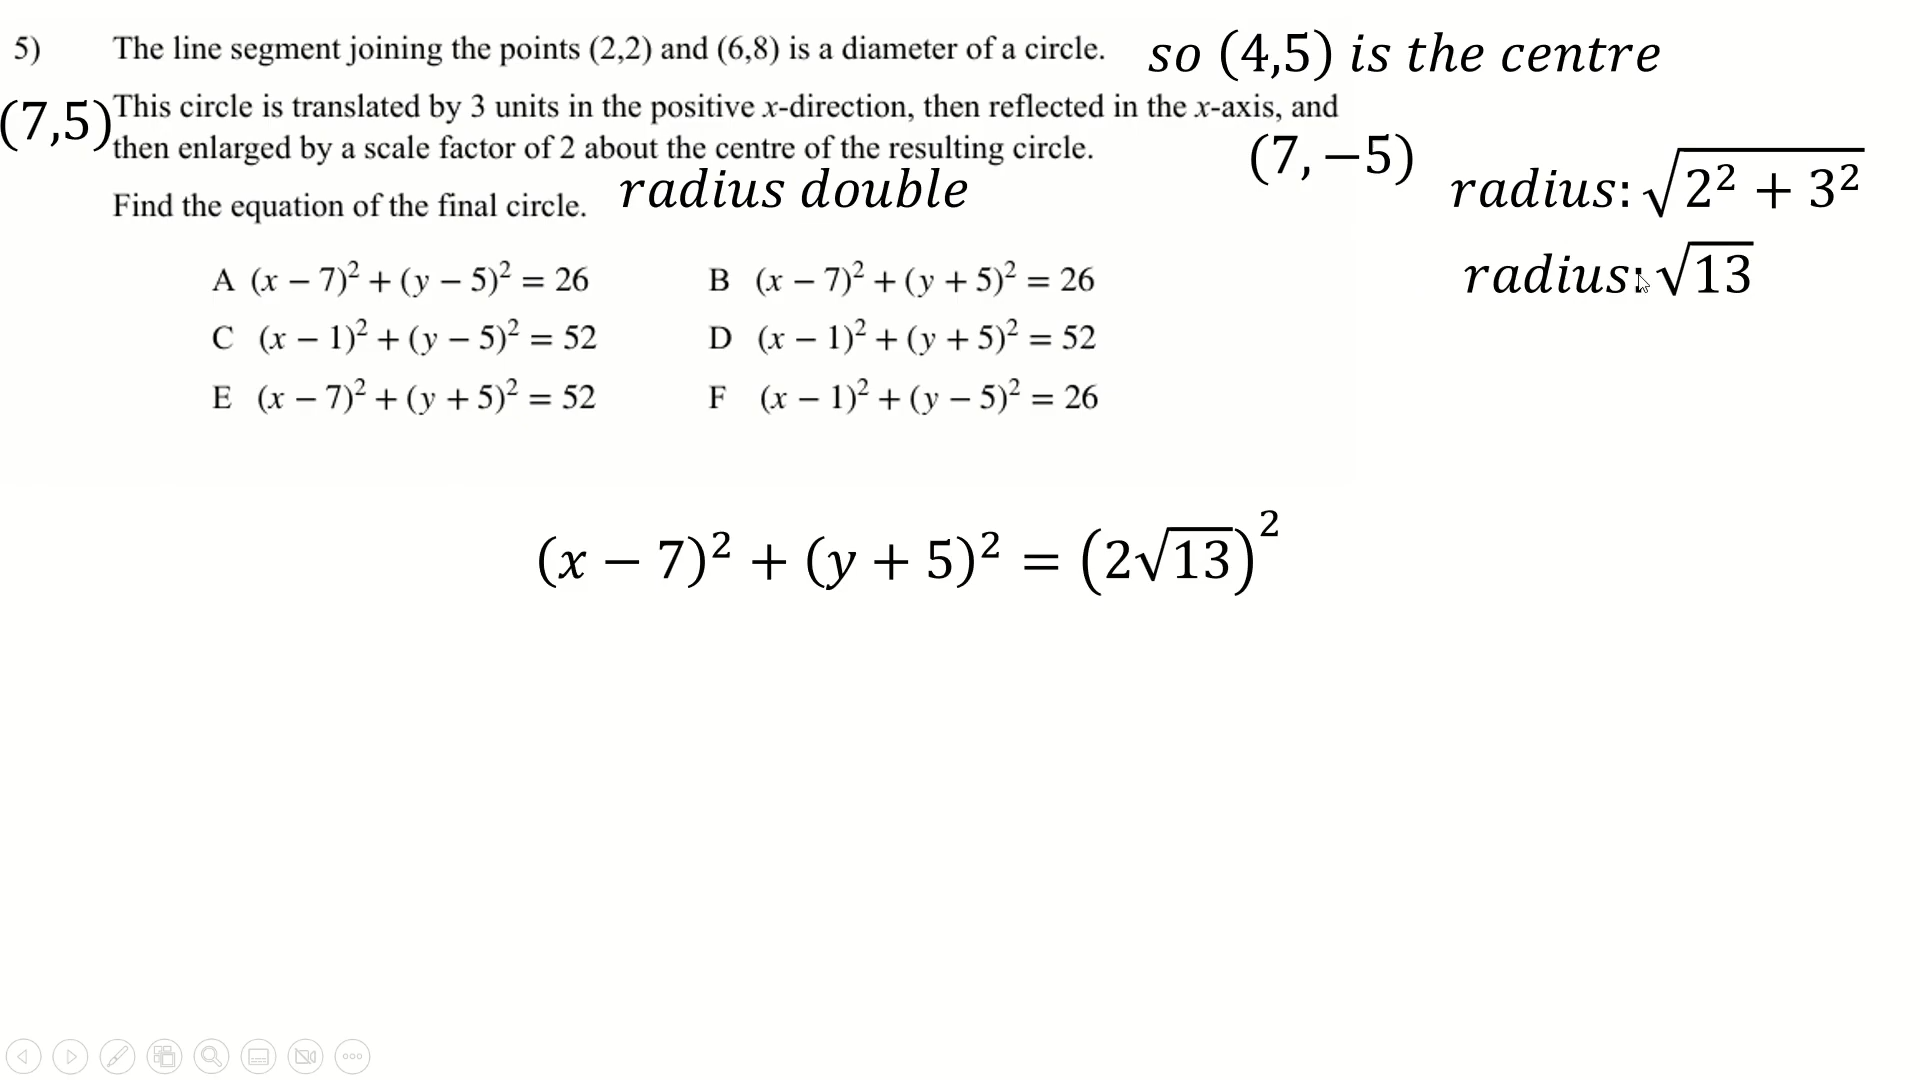 5) The line segment joining the points (2,2) and (6,8) is a diameter of a circle. so (4,5) is the centre
(7,5) This circle is translated by 3 units in the positive x-direction, then reflected in the x-axis, and
then enlarged by a scale factor of 2 about the centre of the resulting circle. (7, −5)
radius: √(2² + 3²)
Find the equation of the final circle. radius double
radius: √13
A (x − 7)² + (y − 5)² = 26 B (x − 7)² + (y + 5)² = 26
C (x − 1)² + (y − 5)² = 52 D (x − 1)² + (y + 5)² = 52
E (x − 7)² + (y + 5)² = 52 F (x − 1)² + (y − 5)² = 26
(x − 7)² + (y + 5)² = (2√13)²